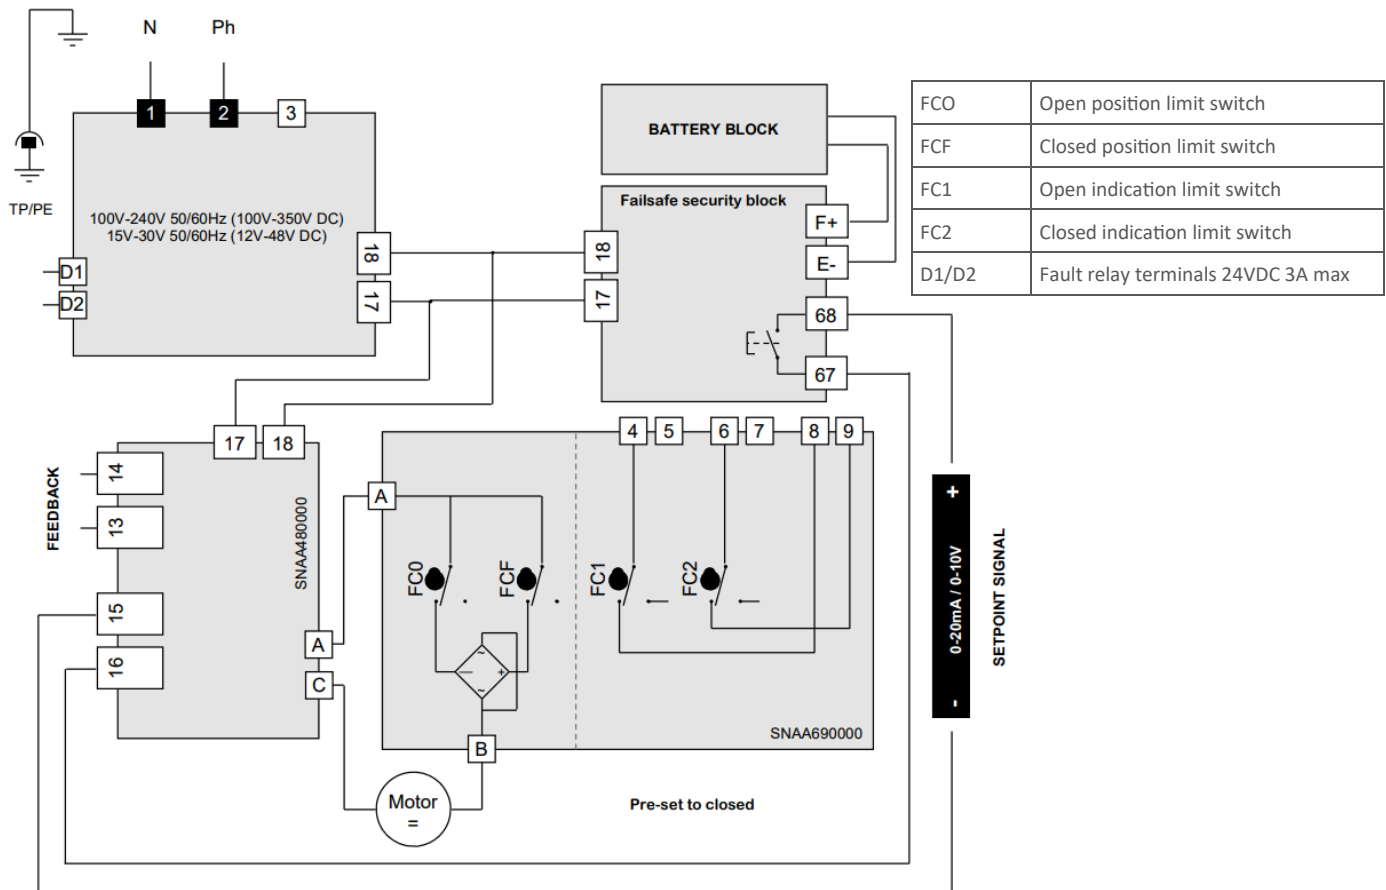 N
Ph
1
2
3
TP/PE
100V-240V 50/60Hz (100V-350V DC)
15V-30V 50/60Hz (12V-48V DC)
D1
D2
18
17
BATTERY BLOCK
Failsafe security block
F+
E-
18
17
68
67
FCO Open position limit switch
FCF Closed position limit switch
FC1 Open indication limit switch
FC2 Closed indication limit switch
D1/D2 Fault relay terminals 24VDC 3A max
17
18
FEEDBACK
14
13
15
16
SNAA480000
A
C
A
4
5
6
7
8
9
FC0
FCF
FC1
FC2
~
—
+
~
SNAA690000
B
Motor
=
Pre-set to closed
+
0-20mA / 0-10V
-
SETPOINT SIGNAL